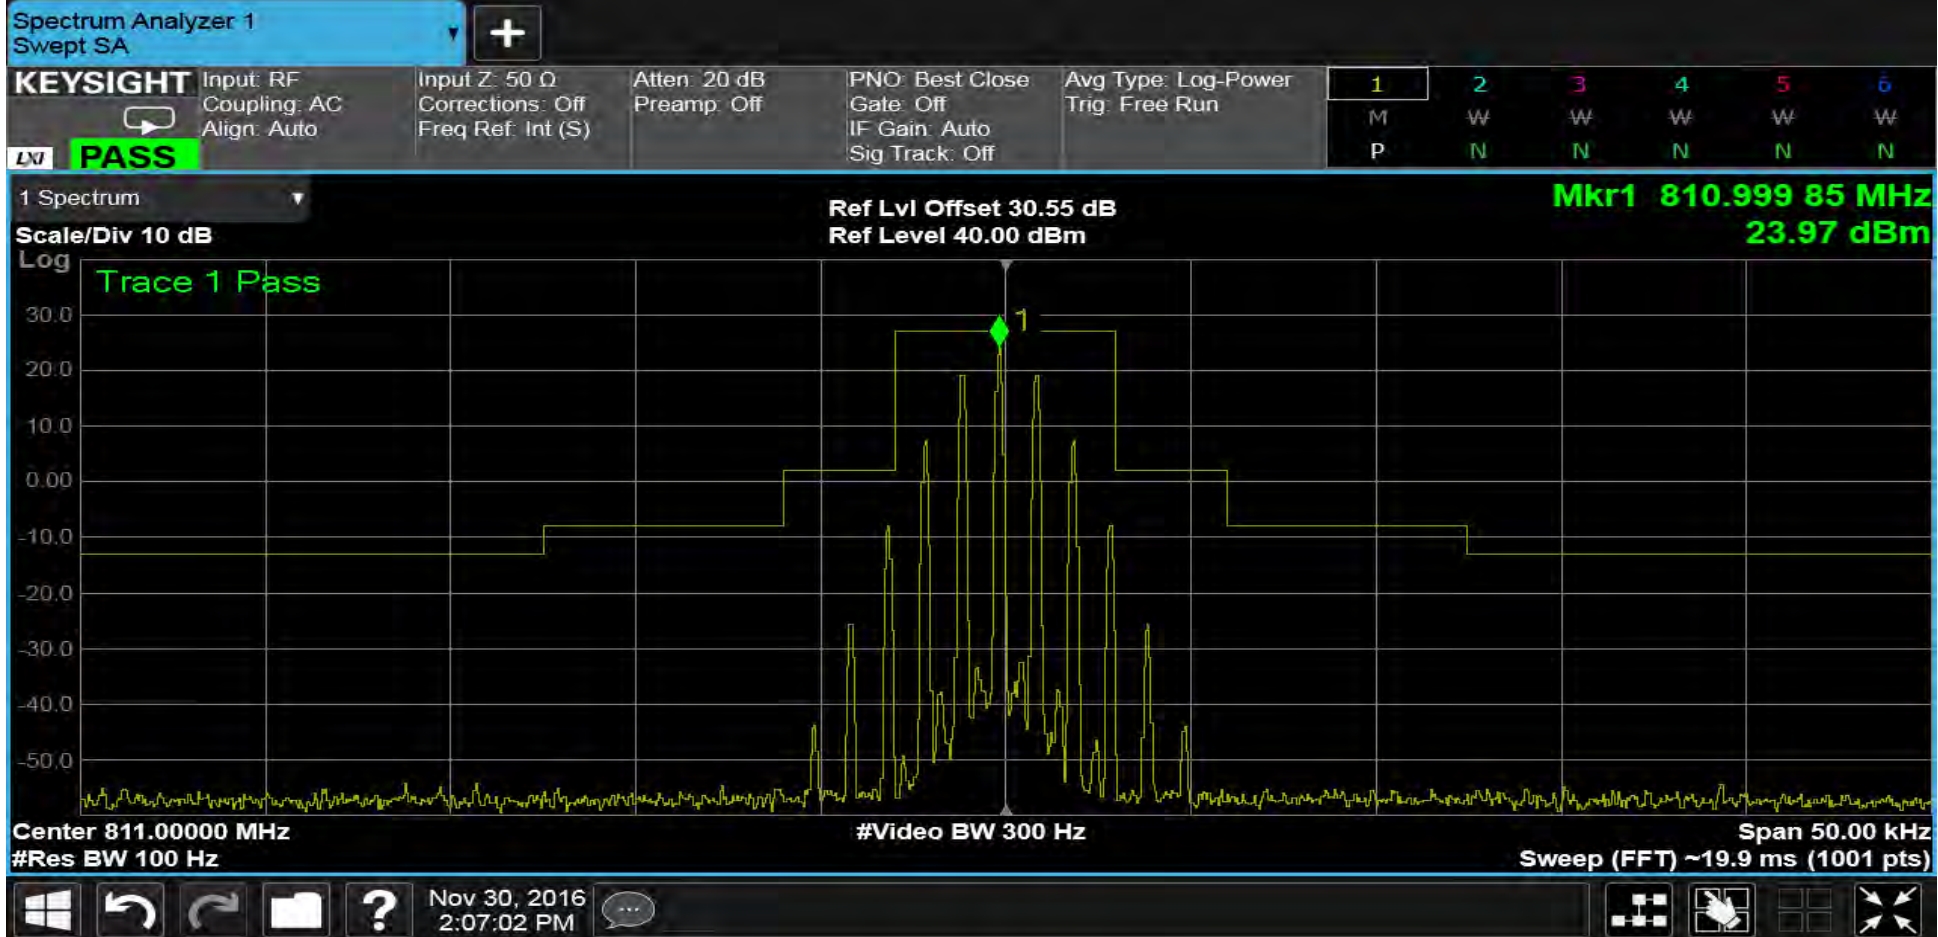 Spectrum Analyzer 1
Swept SA
KEYSIGHT
LXI PASS
Input: RF
Coupling: AC
Align: Auto
Input Z: 50 Ω
Corrections: Off
Freq Ref: Int (S)
Atten: 20 dB
Preamp: Off
PNO: Best Close
Gate: Off
IF Gain: Auto
Sig Track: Off
Avg Type: Log-Power
Trig: Free Run
1 2 3 4 5 6
M W W W W W
P N N N N N
1 Spectrum
Scale/Div 10 dB
Ref Lvl Offset 30.55 dB
Ref Level 40.00 dBm
Mkr1 810.999 85 MHz
23.97 dBm
Log
Trace 1 Pass
1
30.0
20.0
10.0
0.00
-10.0
-20.0
-30.0
-40.0
-50.0
Center 811.00000 MHz
#Res BW 100 Hz
#Video BW 300 Hz
Span 50.00 kHz
Sweep (FFT) ~19.9 ms (1001 pts)
?
Nov 30, 2016
2:07:02 PM